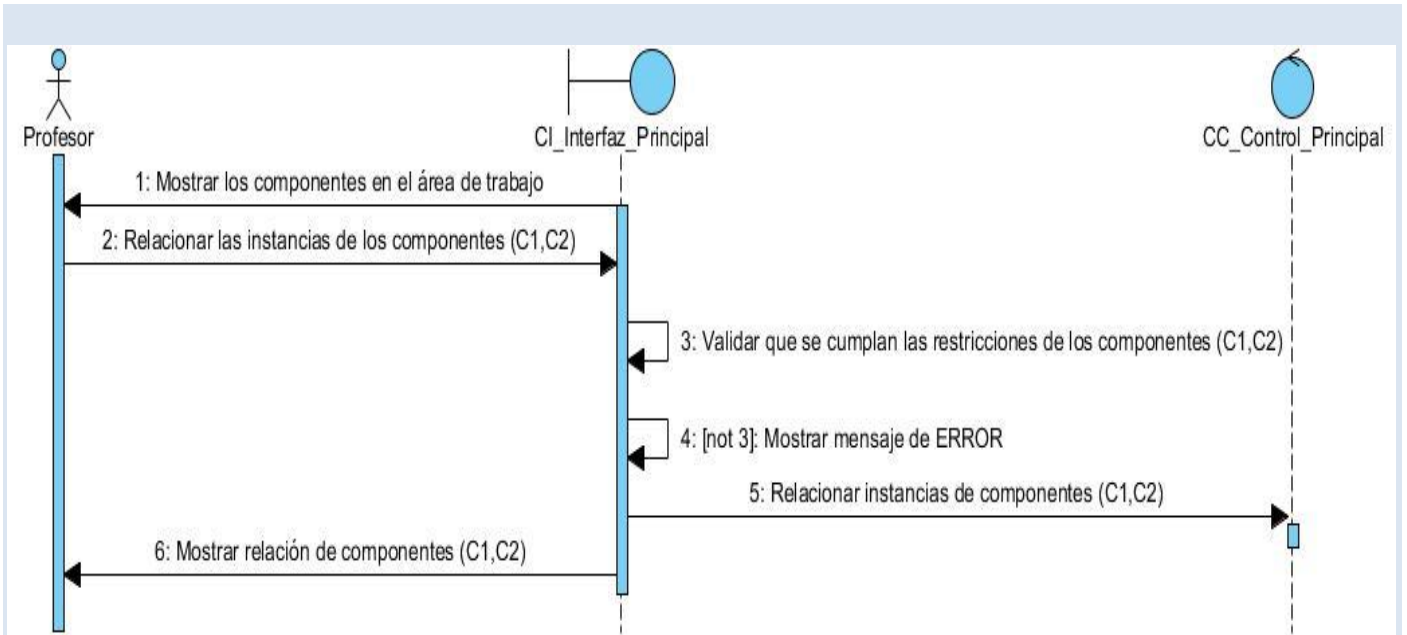 Profesor
CI_Interfaz_Principal
CC_Control_Principal
1: Mostrar los componentes en el área de trabajo
2: Relacionar las instancias de los componentes (C1,C2)
3: Validar que se cumplan las restricciones de los componentes (C1,C2)
4: [not 3]: Mostrar mensaje de ERROR
5: Relacionar instancias de componentes (C1,C2)
6: Mostrar relación de componentes (C1,C2)